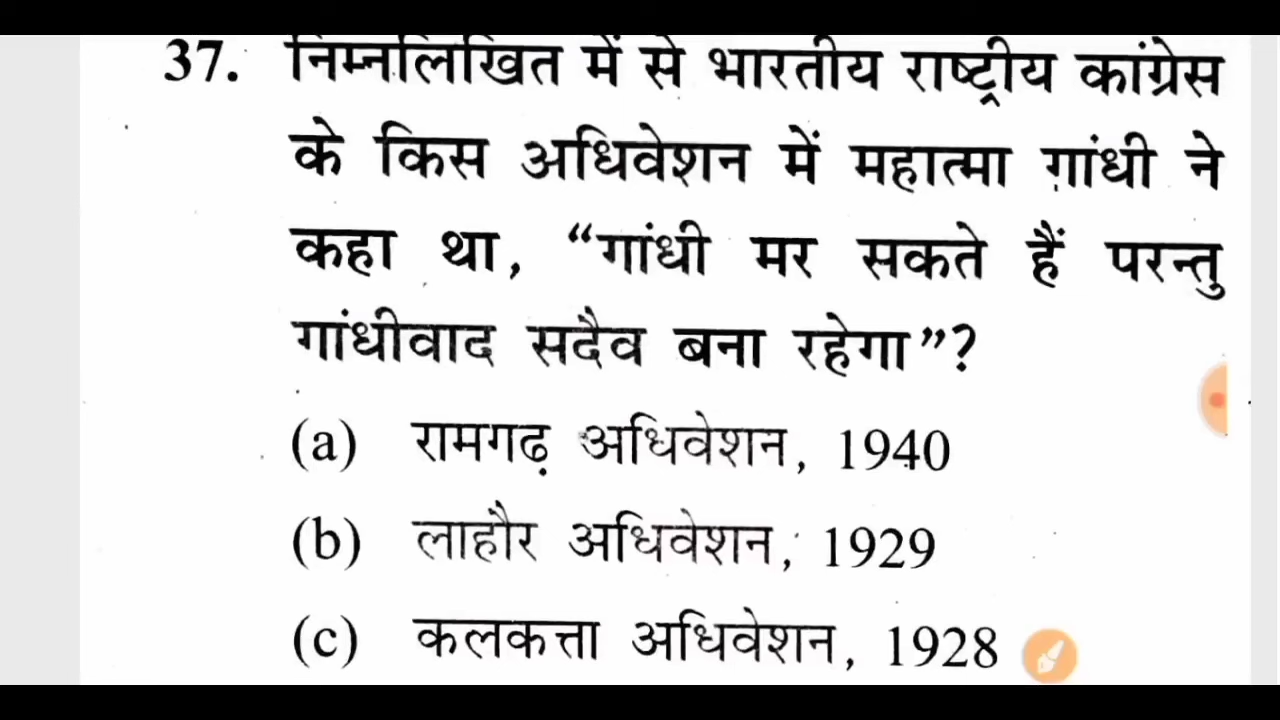 37. निम्नलिखित में से भारतीय राष्ट्रीय कांग्रेस
के किस अधिवेशन में महात्मा गांधी ने
कहा था, “गांधी मर सकते हैं परन्तु
गांधीवाद सदैव बना रहेगा”?
(a) रामगढ़ अधिवेशन, 1940
(b) लाहौर अधिवेशन, 1929
(c) कलकत्ता अधिवेशन, 1928